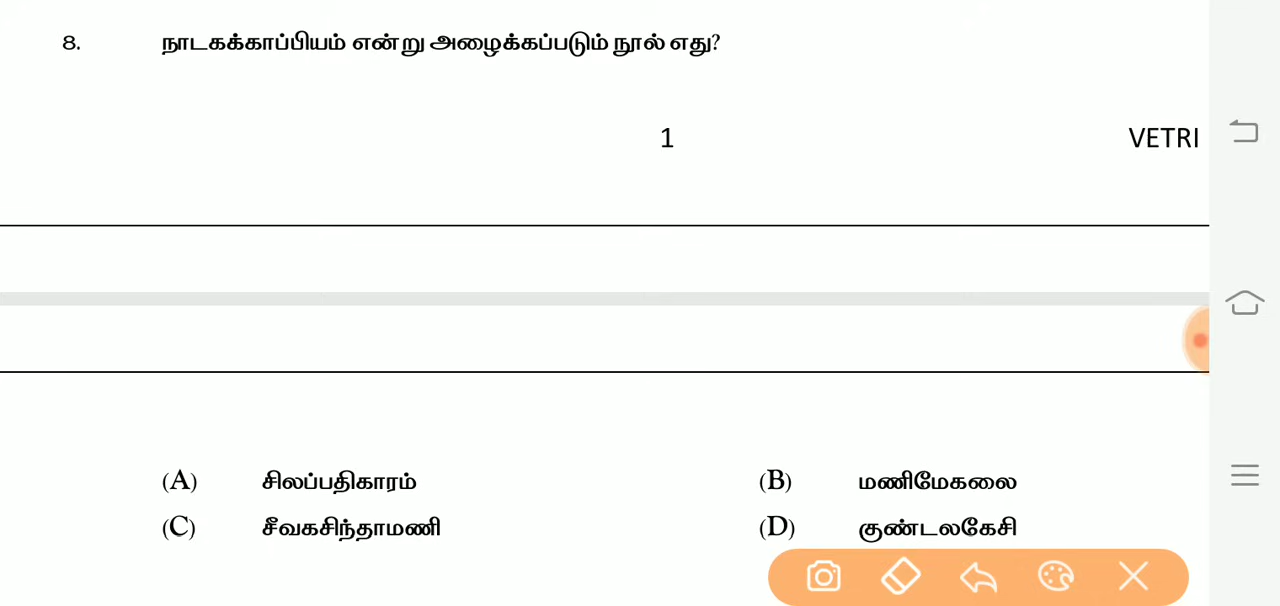 8. நாடகக்காப்பியம் என்று அழைக்கப்படும் நூல் எது?
1 VETRI
(A) சிலப்பதிகாரம் (B) மணிமேகலை
(C) சீவகசிந்தாமணி (D) குண்டலகேசி